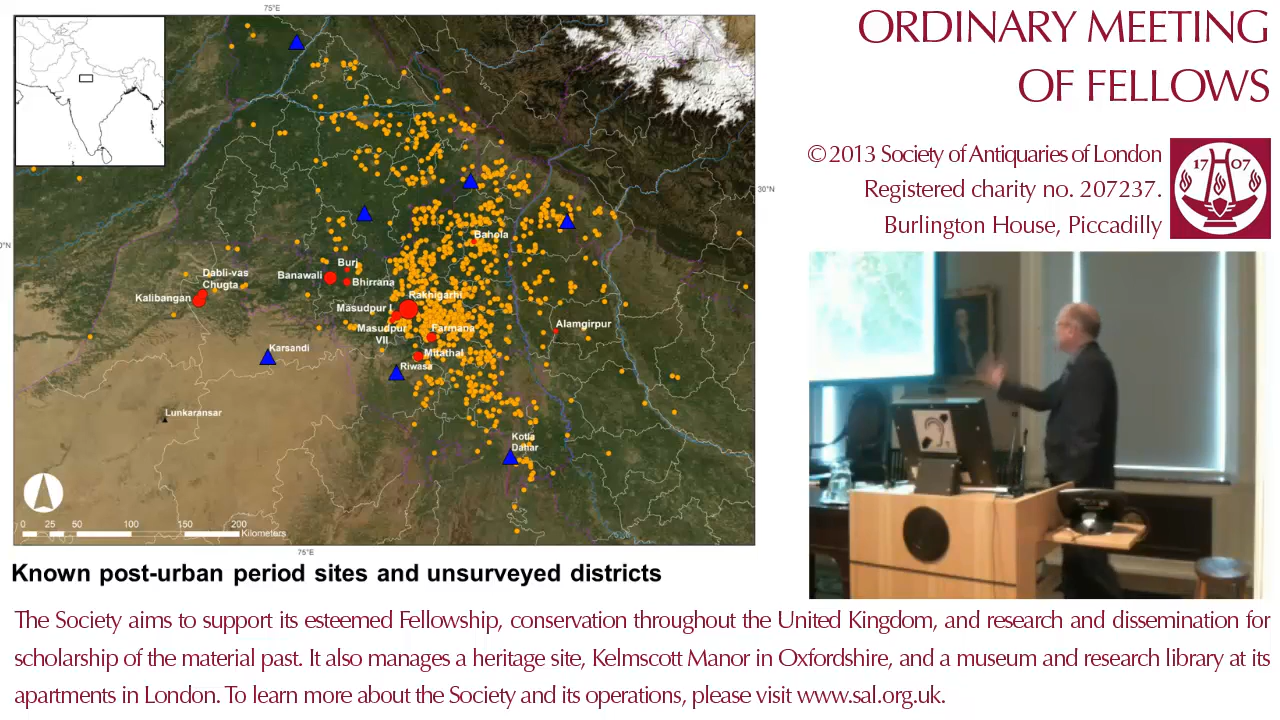 75°E
30°N
0°N
Bahola
Dabli-vas
Chugta
Kalibangan
Burj
Banawali
Bhirrana
Rakhigarhi
Masudpur I
Masudpur
VII
Farmana
Alamgirpur
Mitathal
Riwasa
Karsandi
Lunkaransar
Kotla
Dahar
0 25 50 100 150 200
Kilometers
75°E
Known post-urban period sites and unsurveyed districts
ORDINARY MEETING
OF FELLOWS
© 2013 Society of Antiquaries of London
Registered charity no. 207237.
Burlington House, Piccadilly
17 07
The Society aims to support its esteemed Fellowship, conservation throughout the United Kingdom, and research and dissemination for
scholarship of the material past. It also manages a heritage site, Kelmscott Manor in Oxfordshire, and a museum and research library at its
apartments in London. To learn more about the Society and its operations, please visit www.sal.org.uk.